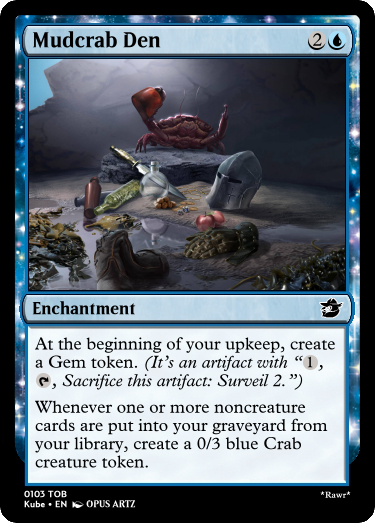 Mudcrab Den 2
Enchantment
At the beginning of your upkeep, create
a Gem token. (It's an artifact with “1,
, Sacrifice this artifact: Surveil 2.”)
Whenever one or more noncreature
cards are put into your graveyard from
your library, create a 0/3 blue Crab
creature token.
0103 TOB
Kube • EN OPUS ARTZ
*Rawr*